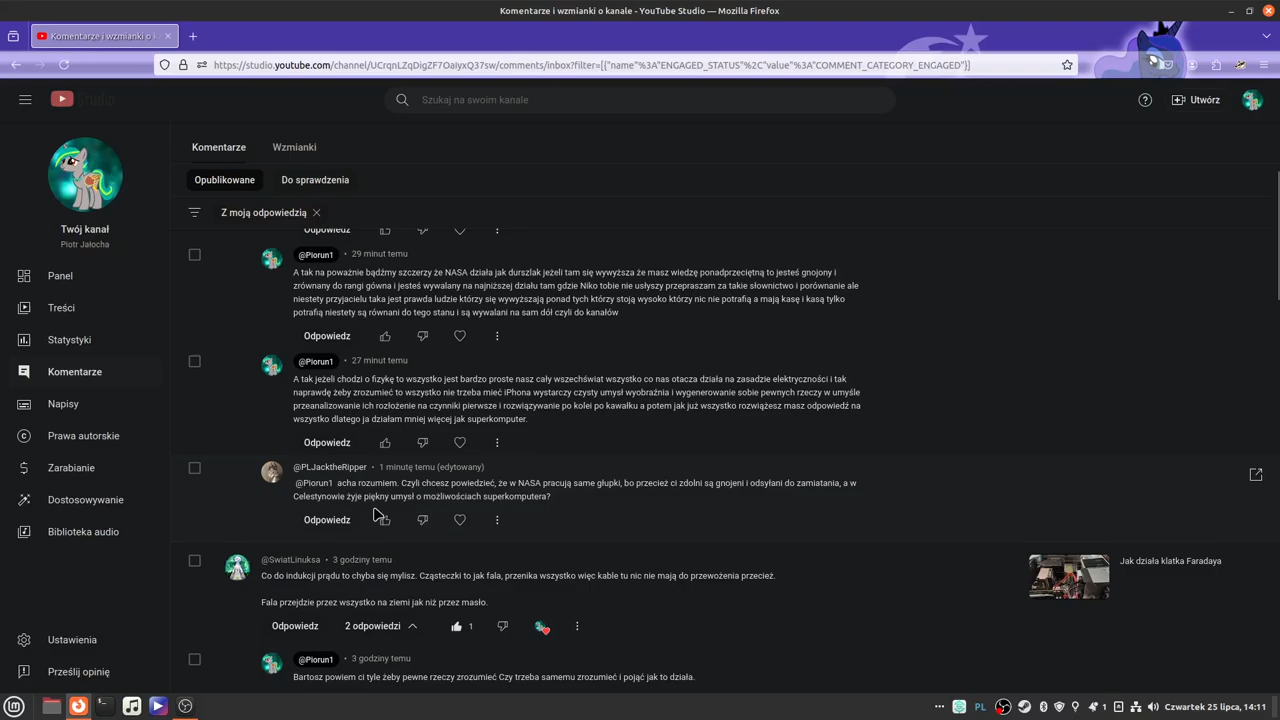 Komentarze i wzmianki o kanale - YouTube Studio — Mozilla Firefox
Komentarze i wzmianki o k
https://studio.youtube.com/channel/UCrqnLZqDigZF7OaIyxQ37sw/comments/inbox?filter=[{"name"%3A"ENGAGED_STATUS"%2C"value"%3A"COMMENT_CATEGORY_ENGAGED"}]
Studio
Szukaj na swoim kanale
Utwórz
Twój kanał
Piotr Jałocha
Panel
Treści
Statystyki
Komentarze
Napisy
Prawa autorskie
Zarabianie
Dostosowywanie
Biblioteka audio
Ustawienia
Prześlij opinię
Komentarze
Wzmianki
Opublikowane
Do sprawdzenia
Z moją odpowiedzią
Odpowiedz
@Piorun1 • 29 minut temu
A tak na poważnie bądźmy szczerzy że NASA działa jak durszlak jeżeli tam się wywyższa że masz wiedzę ponadprzeciętną to jesteś gnojony i
zrównany do rangi gówna i jesteś wywalany na najniższej działu tam gdzie Niko tobie nie usłyszy przepraszam za takie słownictwo i porównanie ale
niestety przyjacielu taka jest prawda ludzie którzy się wywyższają ponad tych którzy stoją wysoko którzy nic nie potrafią a mają kasę i kasą tylko
potrafią niestety są równani do tego stanu i są wywalani na sam dół czyli do kanałów
Odpowiedz
@Piorun1 • 27 minut temu
A tak jeżeli chodzi o fizykę to wszystko jest bardzo proste nasz cały wszechświat wszystko co nas otacza działa na zasadzie elektryczności i tak
naprawdę żeby zrozumieć to wszystko nie trzeba mieć iPhona wystarczy czysty umysł wyobraźnia i wygenerowanie sobie pewnych rzeczy w umyśle
przeanalizowanie ich rozłożenie na czynniki pierwsze i rozwiązywanie po kolei po kawałku a potem jak już wszystko rozwiążesz masz odpowiedź na
wszystko dlatego ja działam mniej więcej jak superkomputer.
Odpowiedz
@PLJacktheRipper • 1 minutę temu (edytowany)
@Piorun1 acha rozumiem. Czyli chcesz powiedzieć, że w NASA pracują same głupki, bo przecież ci zdolni są gnojeni i odsyłani do zamiatania, a w
Celestynowie żyje piękny umysł o możliwościach superkomputera?
Odpowiedz
@SwiatLinuksa • 3 godziny temu
Co do indukcji prądu to chyba się mylisz. Cząsteczki to jak fala, przenika wszystko więc kable tu nic nie mają do przewożenia przecież.
Fala przejdzie przez wszystko na ziemi jak niż przez masło.
Jak działa klatka Faradaya
Odpowiedz
2 odpowiedzi
1
@Piorun1 • 3 godziny temu
Bartosz powiem ci tyle żeby pewne rzeczy zrozumieć Czy trzeba samemu zrozumieć i pojąć jak to działa.
PL
1
Czwartek 25 lipca, 14:11